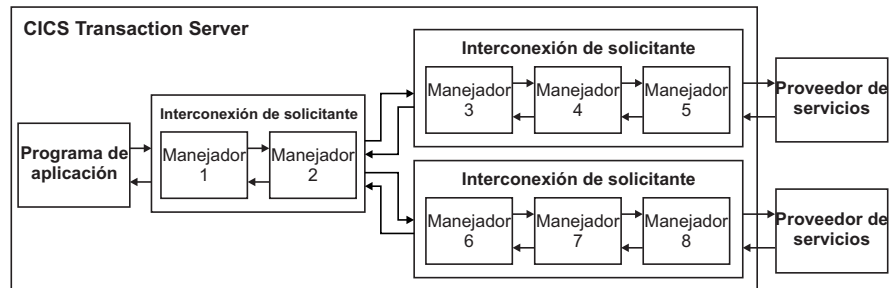 CICS Transaction Server
Programa de
aplicación
Interconexión de solicitante
Manejador
1
Manejador
2
Interconexión de solicitante
Manejador
3
Manejador
4
Manejador
5
Proveedor de
servicios
Interconexión de solicitante
Manejador
6
Manejador
7
Manejador
8
Proveedor de
servicios